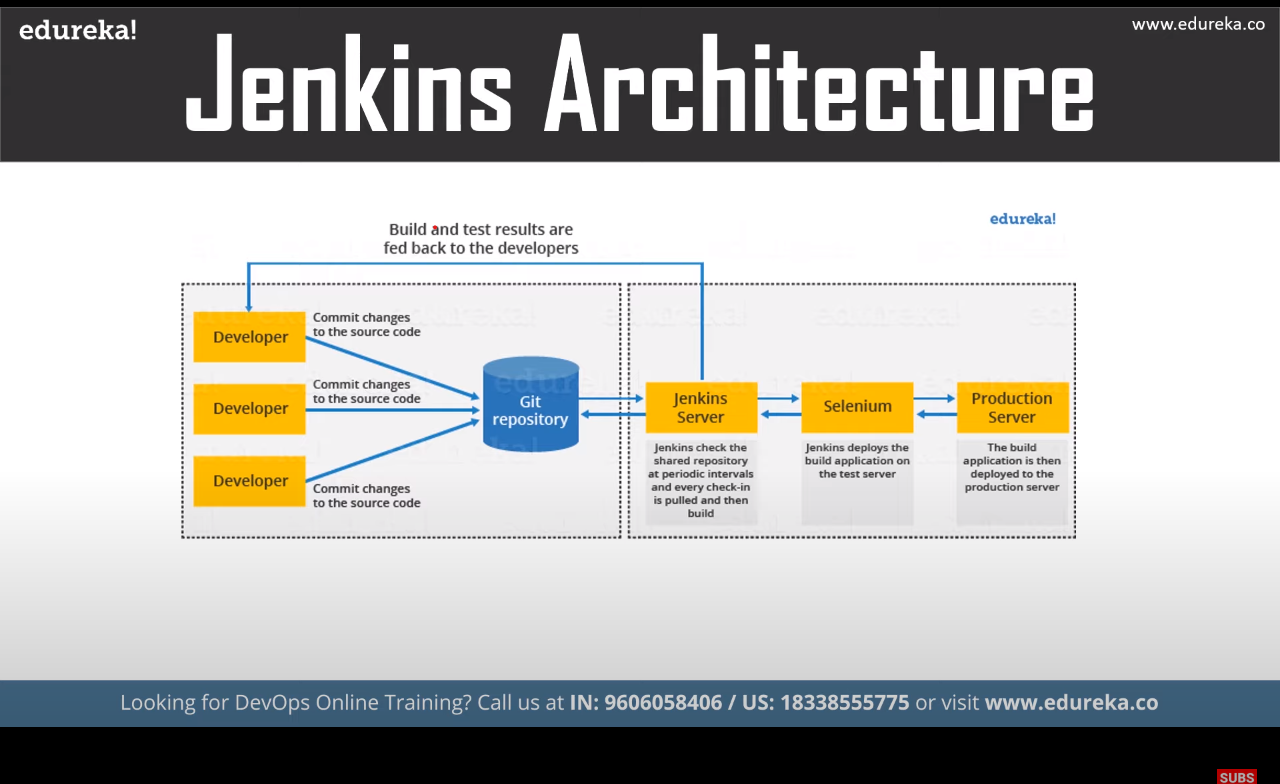 edureka!
www.edureka.co
Jenkins Architecture
edureka!
Build and test results are
fed back to the developers
Developer
Commit changes
to the source code
Developer
Commit changes
to the source code
Developer
Commit changes
to the source code
Git
repository
Jenkins
Server
Jenkins check the
shared repository
at periodic intervals
and every check-in
is pulled and then
build
Selenium
Jenkins deploys the
build application on
the test server
Production
Server
The build
application is then
deployed to the
production server
Looking for DevOps Online Training? Call us at IN: 9606058406 / US: 18338555775 or visit www.edureka.co
SUBS